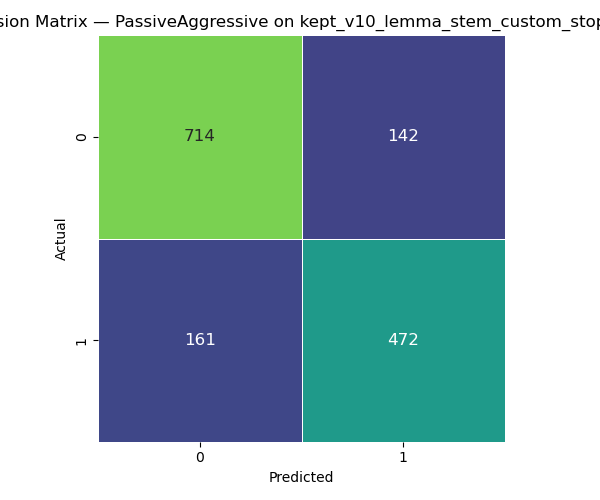 sion Matrix — PassiveAggressive on kept_v10_lemma_stem_custom_stop
0
714
142
Actual
1
161
472
0
1
Predicted